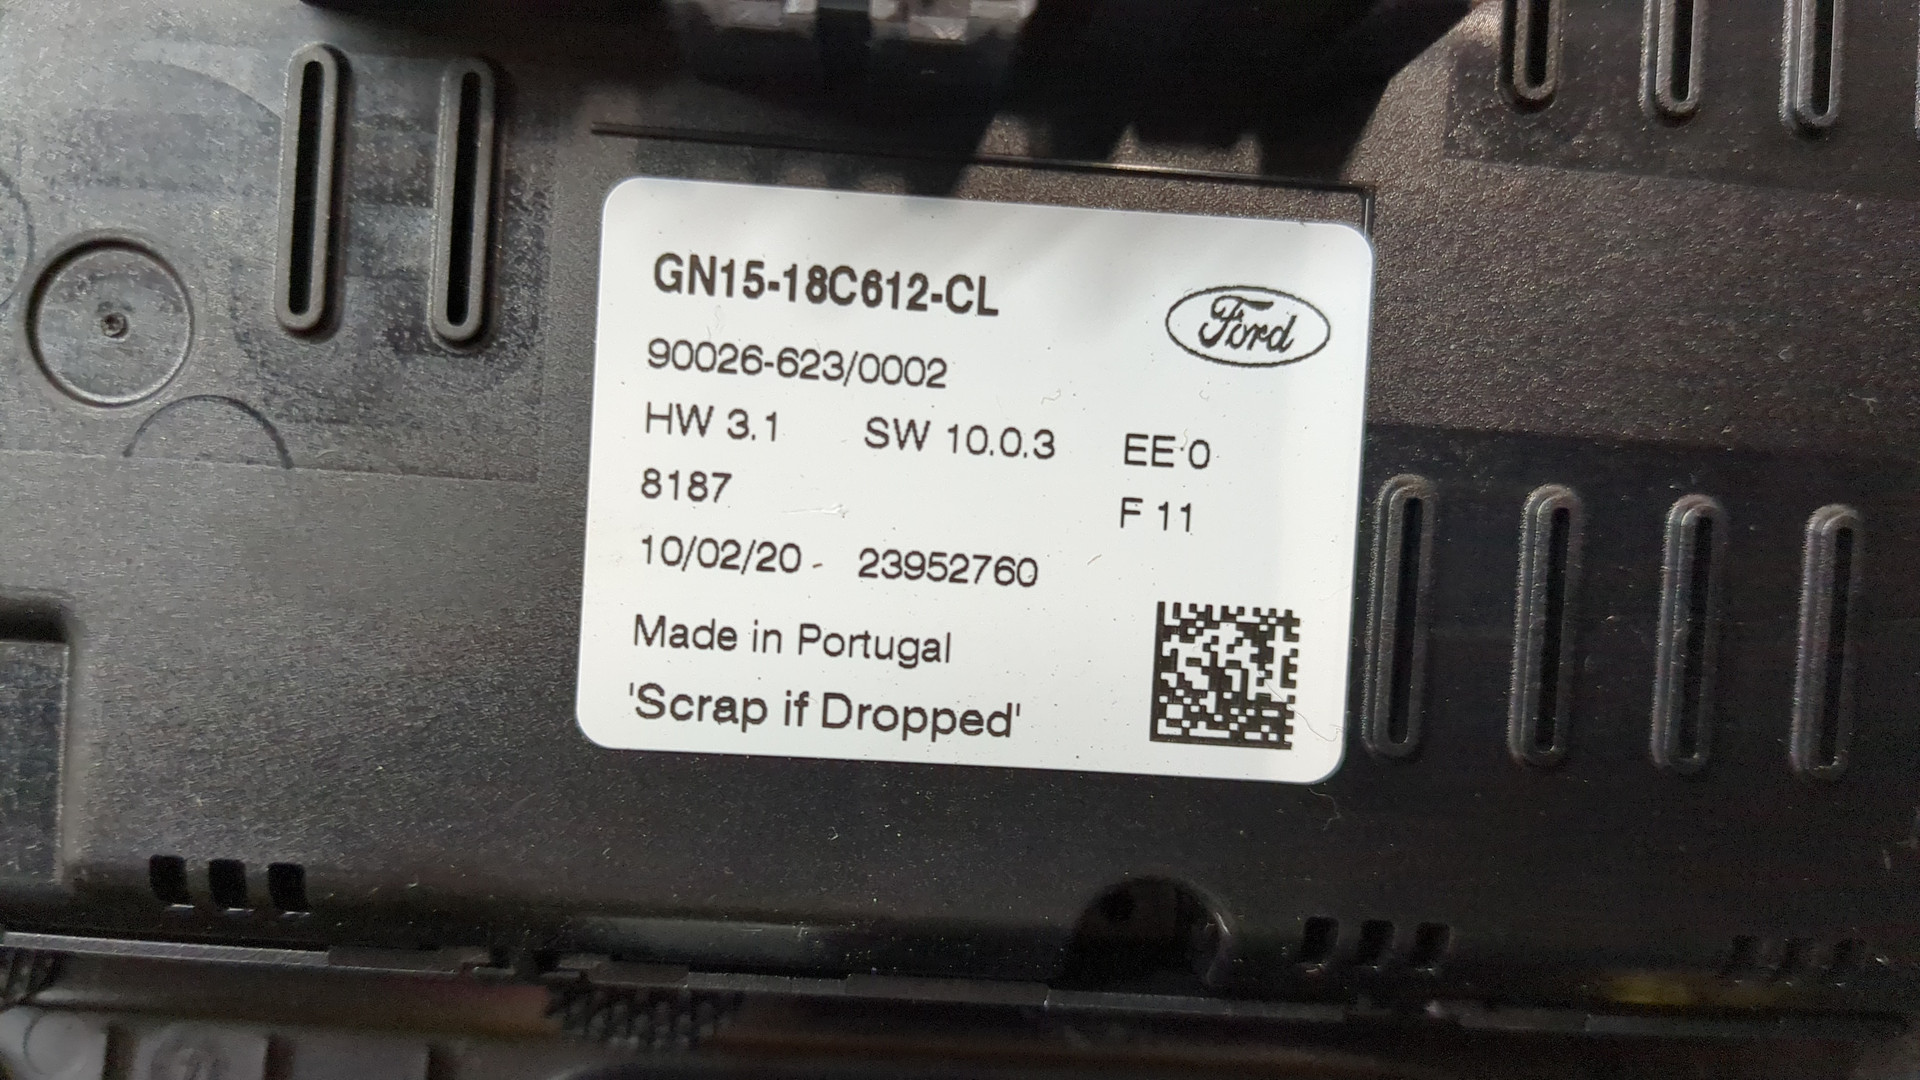 GN15-18C612-CL
Ford
90026-623/0002
HW 3.1 SW 10.0.3 EE 0
8187 F 11
10/02/20 - 23952760
Made in Portugal
'Scrap if Dropped'